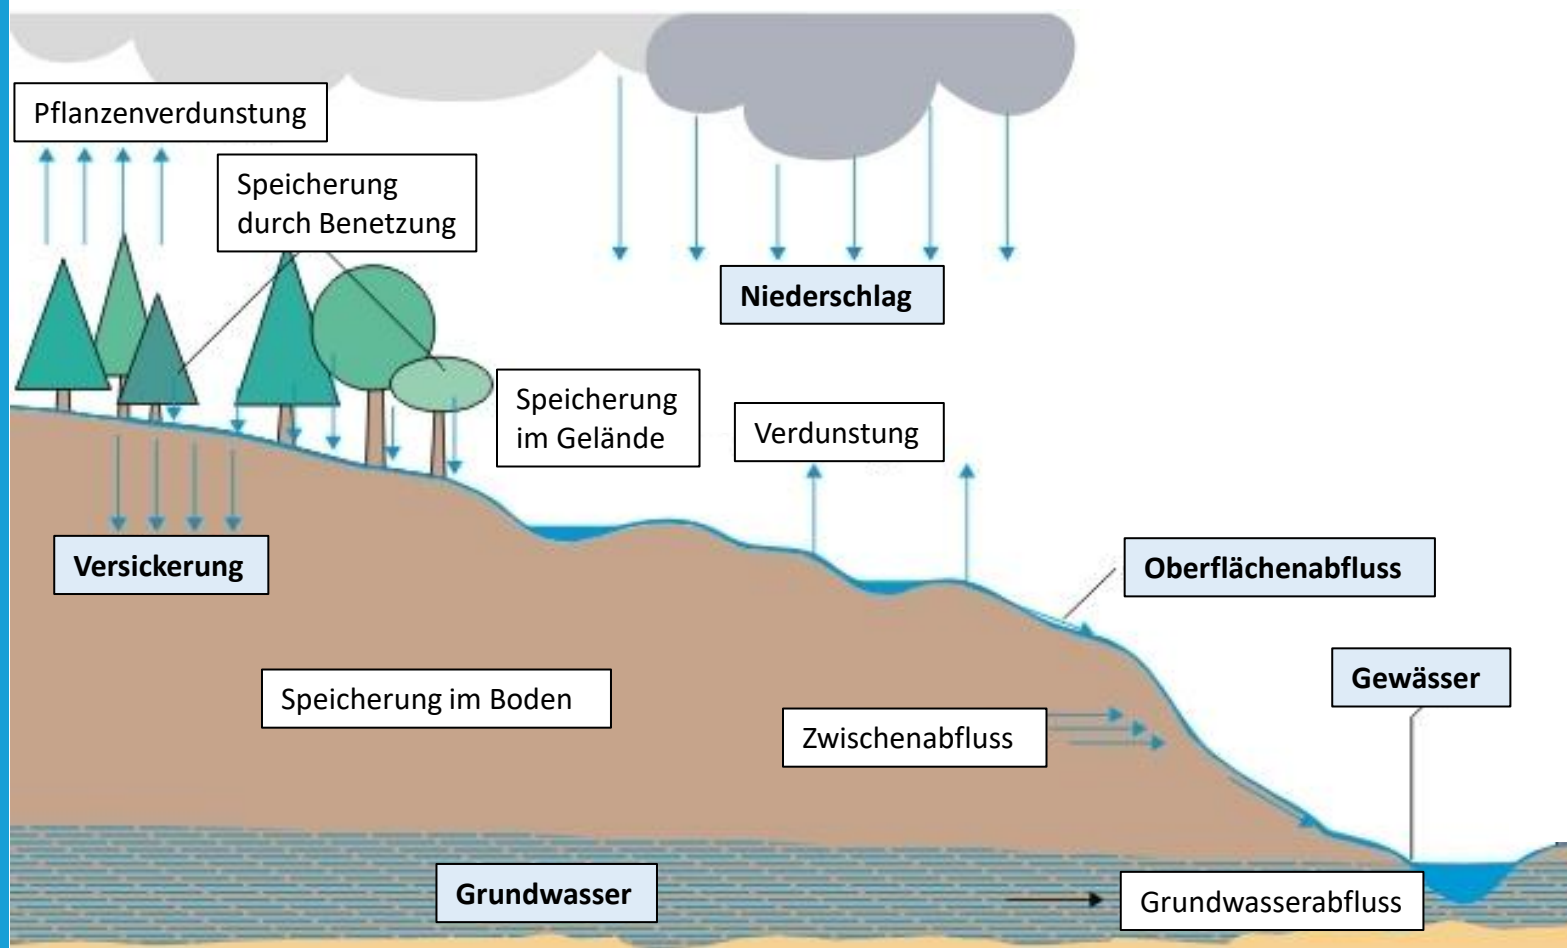 Pflanzenverdunstung
Speicherung
durch Benetzung
Niederschlag
Speicherung
im Gelände
Verdunstung
Versickerung
Oberflächenabfluss
Gewässer
Speicherung im Boden
Zwischenabfluss
Grundwasser
Grundwasserabfluss